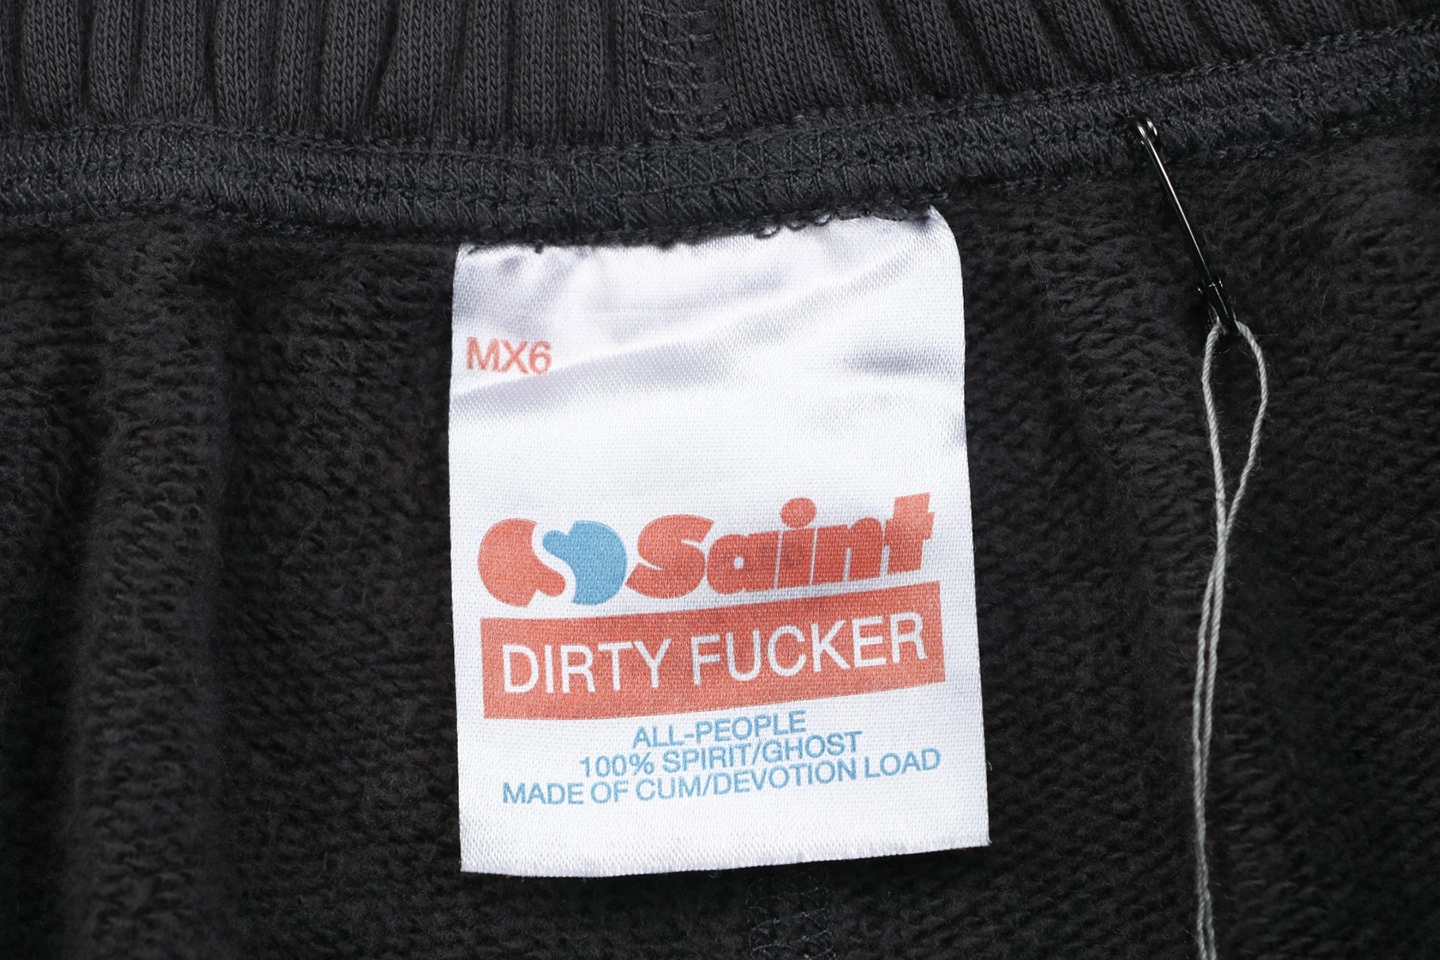 MX6
Saint
DIRTY FUCKER
ALL-PEOPLE
100% SPIRIT/GHOST
MADE OF CUM/DEVOTION LOAD